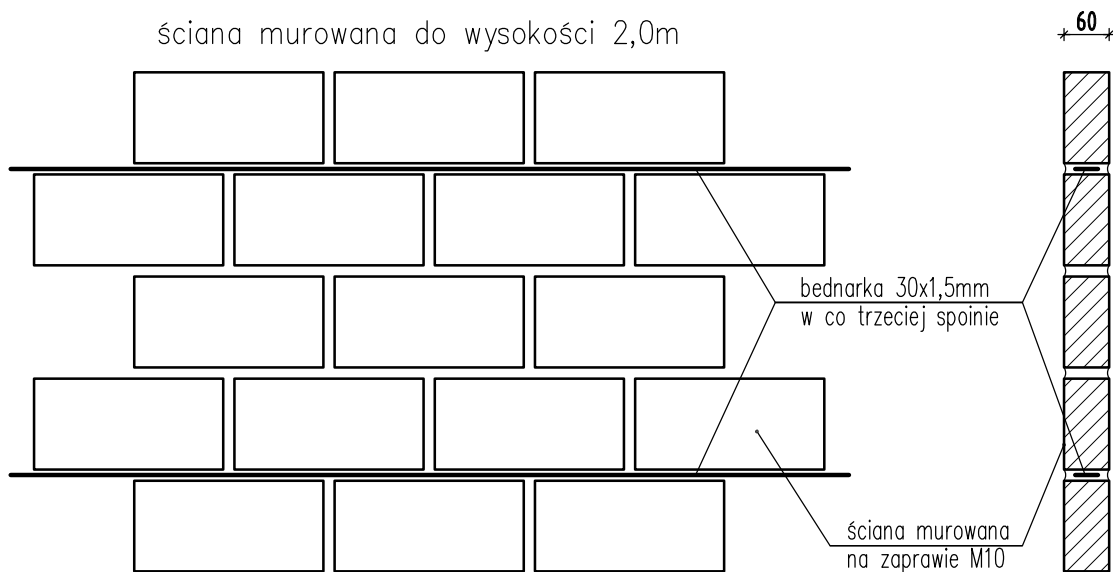 ściana murowana do wysokości 2,0m
60
bednarka 30x1,5mm
w co trzeciej spoinie
ściana murowana
na zaprawie M10